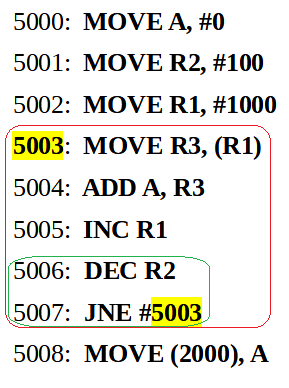 5000: MOVE A, #0
5001: MOVE R2, #100
5002: MOVE R1, #1000
5003: MOVE R3, (R1)
5004: ADD A, R3
5005: INC R1
5006: DEC R2
5007: JNE #5003
5008: MOVE (2000), A